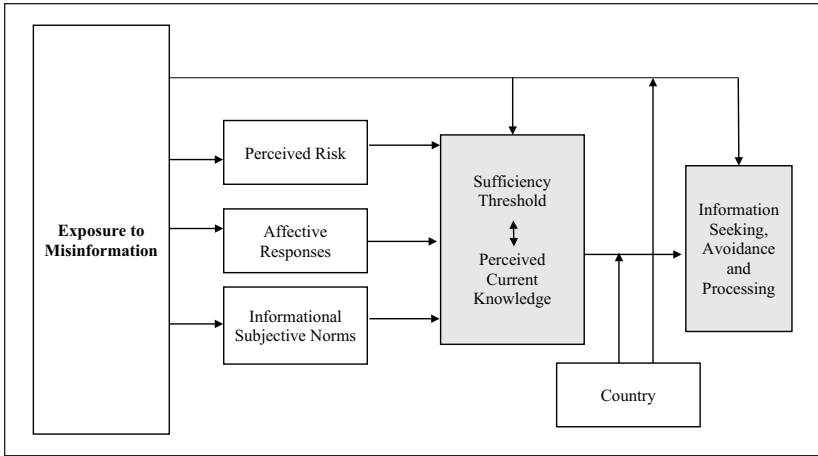 Exposure to
Misinformation
Perceived Risk
Affective
Responses
Informational
Subjective Norms
Sufficiency
Threshold
Perceived
Current
Knowledge
Information
Seeking,
Avoidance
and
Processing
Country